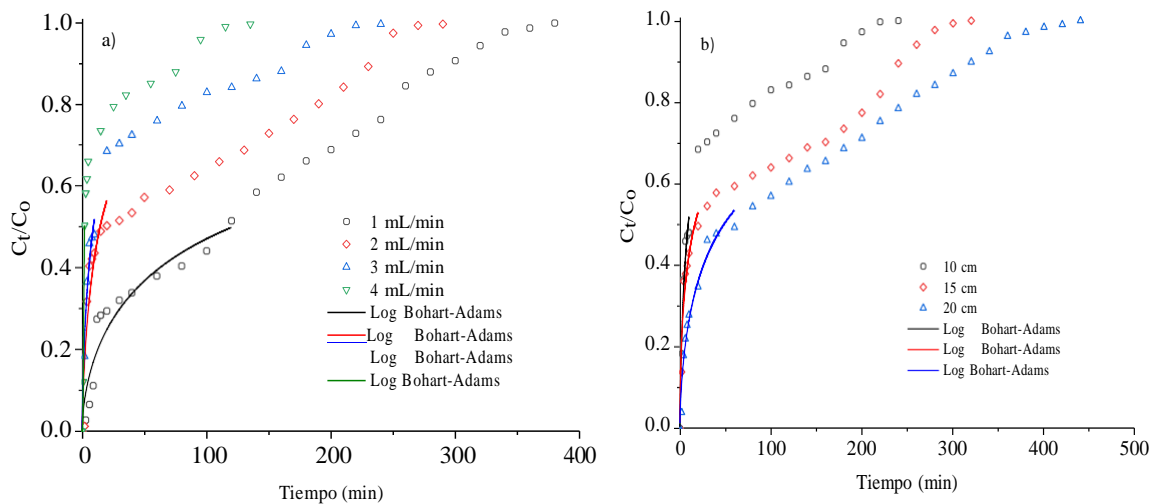 a)
1.0
0.8
0.6
0.4
0.2
0.0
Ct/Co
1 mL/min
2 mL/min
3 mL/min
4 mL/min
Log Bohart-Adams
Log Bohart-Adams
Log Bohart-Adams
Log Bohart-Adams
0 100 200 300 400
Tiempo (min)
b)
1.0
0.8
0.6
0.4
0.2
0.0
Ct/Co
10 cm
15 cm
20 cm
Log Bohart-Adams
Log Bohart-Adams
Log Bohart-Adams
0 100 200 300 400 500
Tiempo (min)